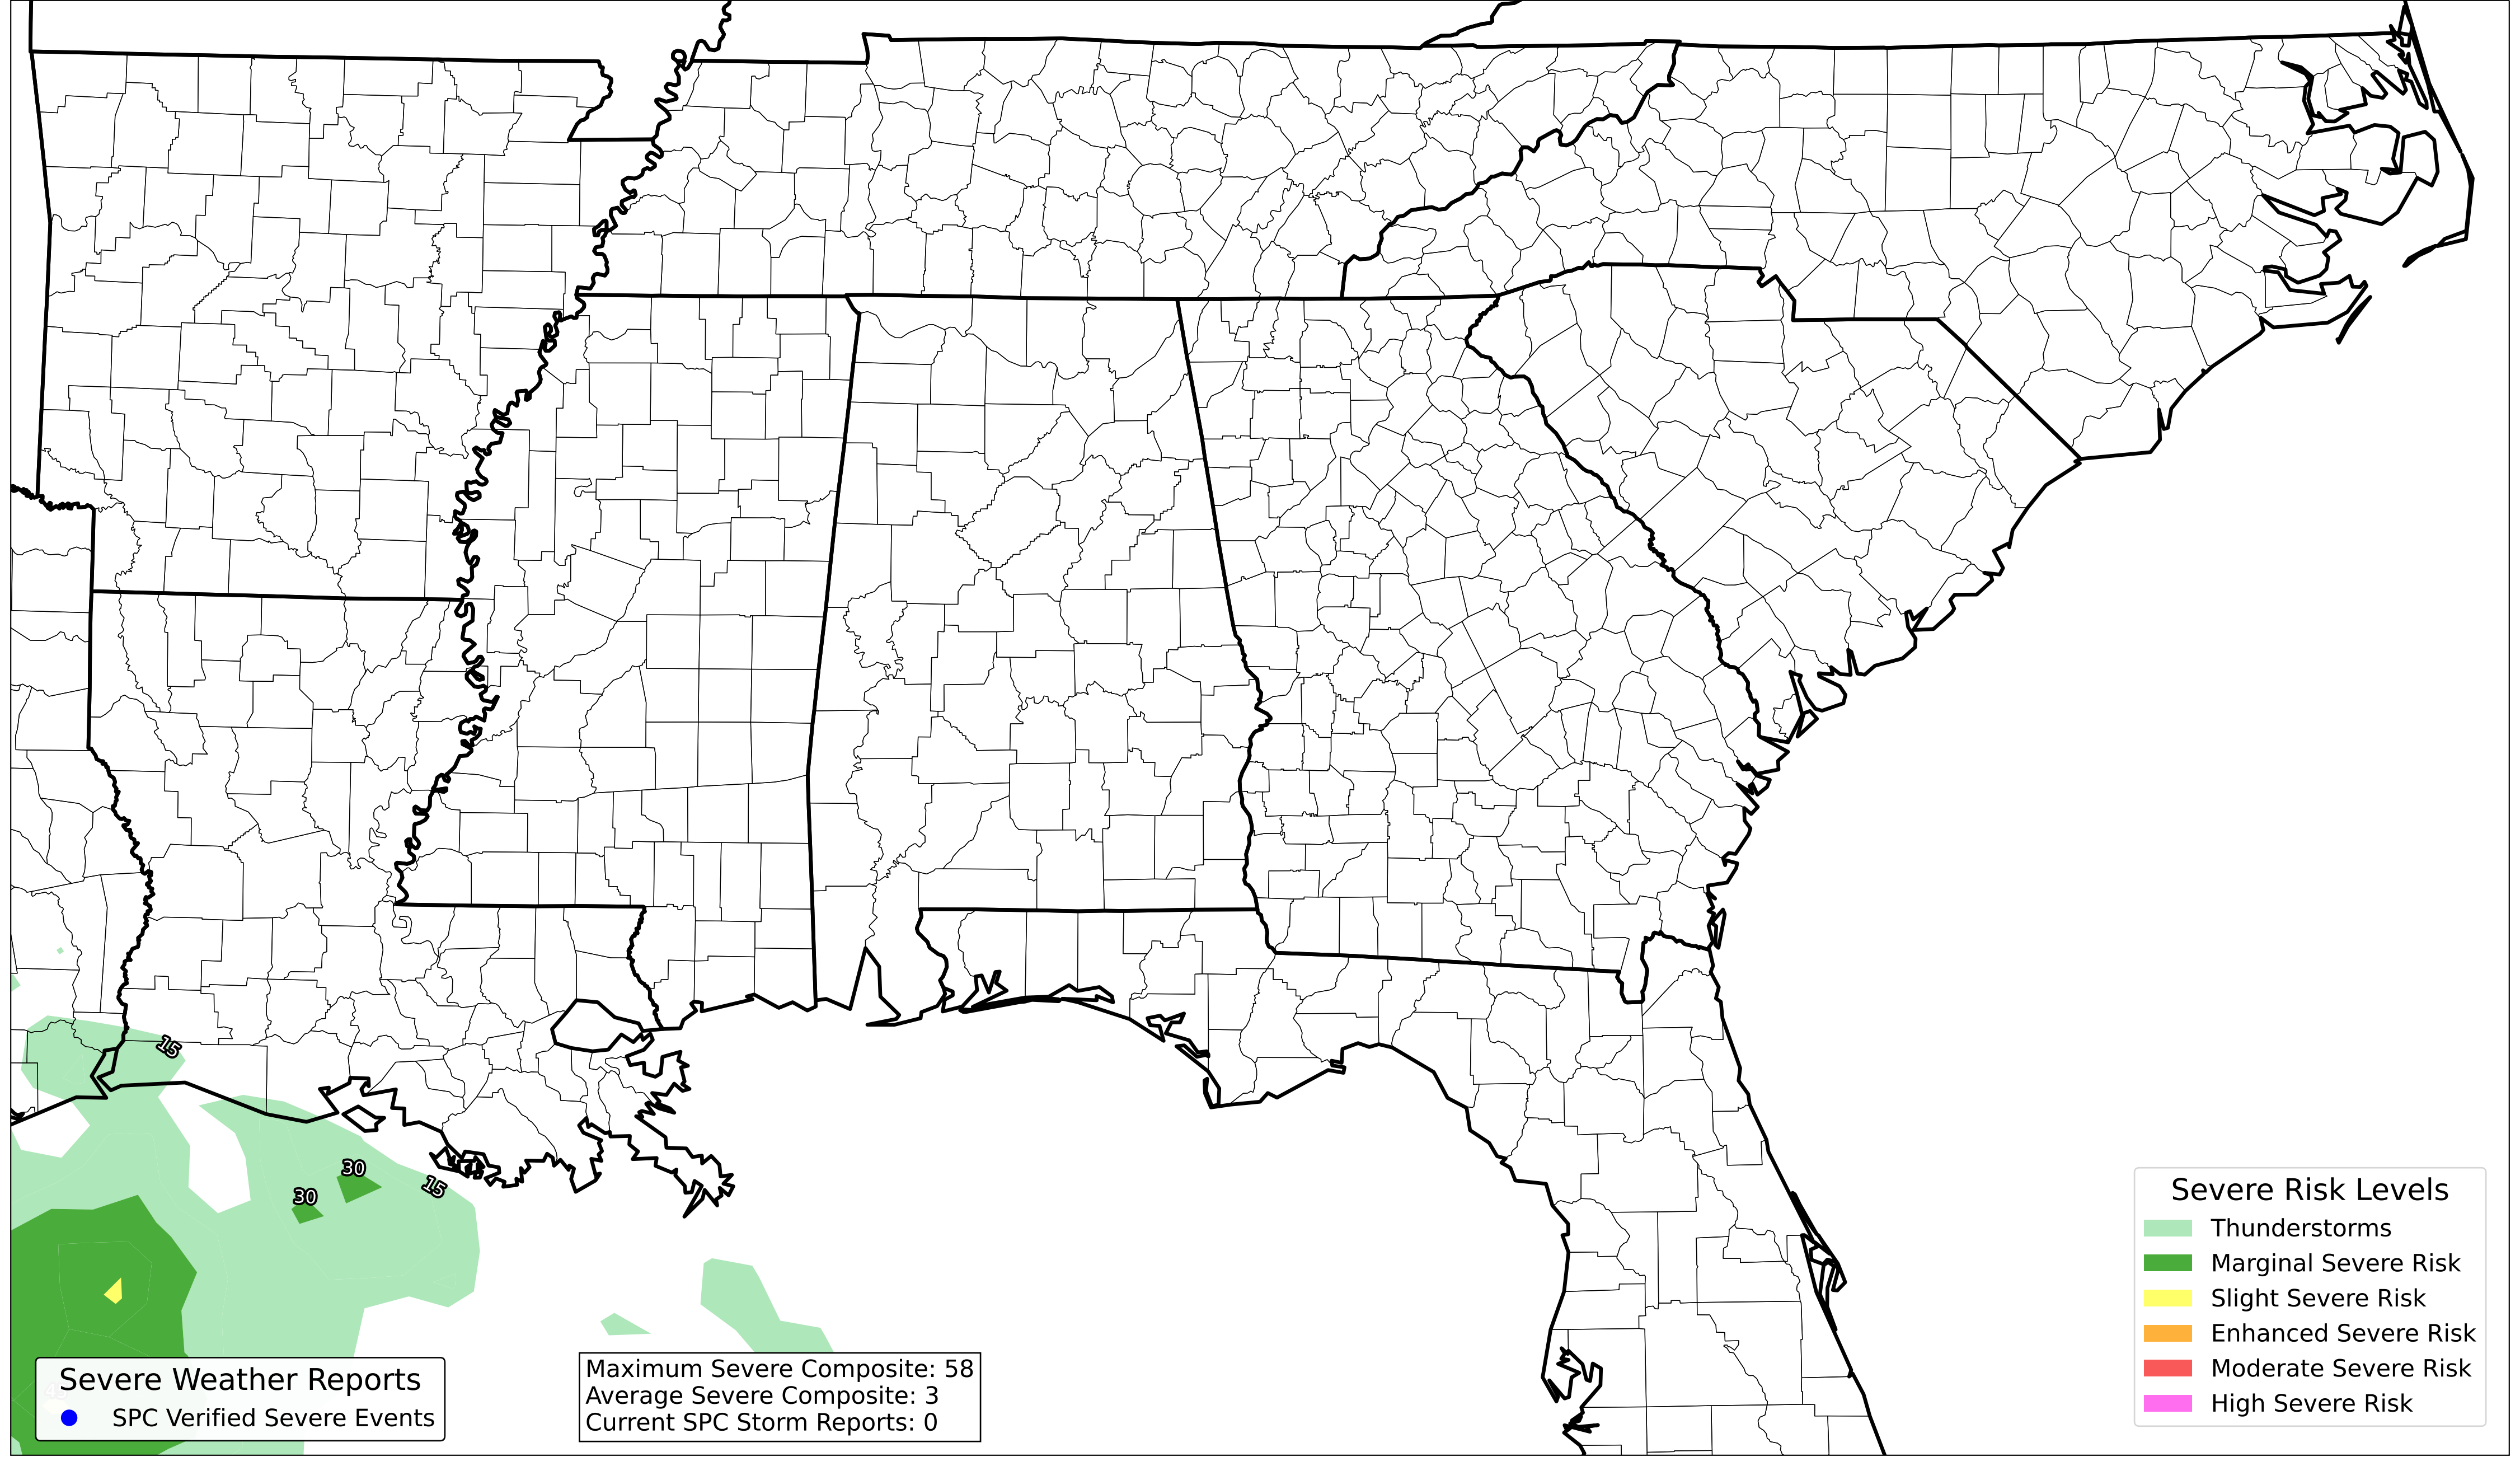 15
30
15
30
Severe Weather Reports
SPC Verified Severe Events
Maximum Severe Composite: 58
Average Severe Composite: 3
Current SPC Storm Reports: 0
Severe Risk Levels
Thunderstorms
Marginal Severe Risk
Slight Severe Risk
Enhanced Severe Risk
Moderate Severe Risk
High Severe Risk